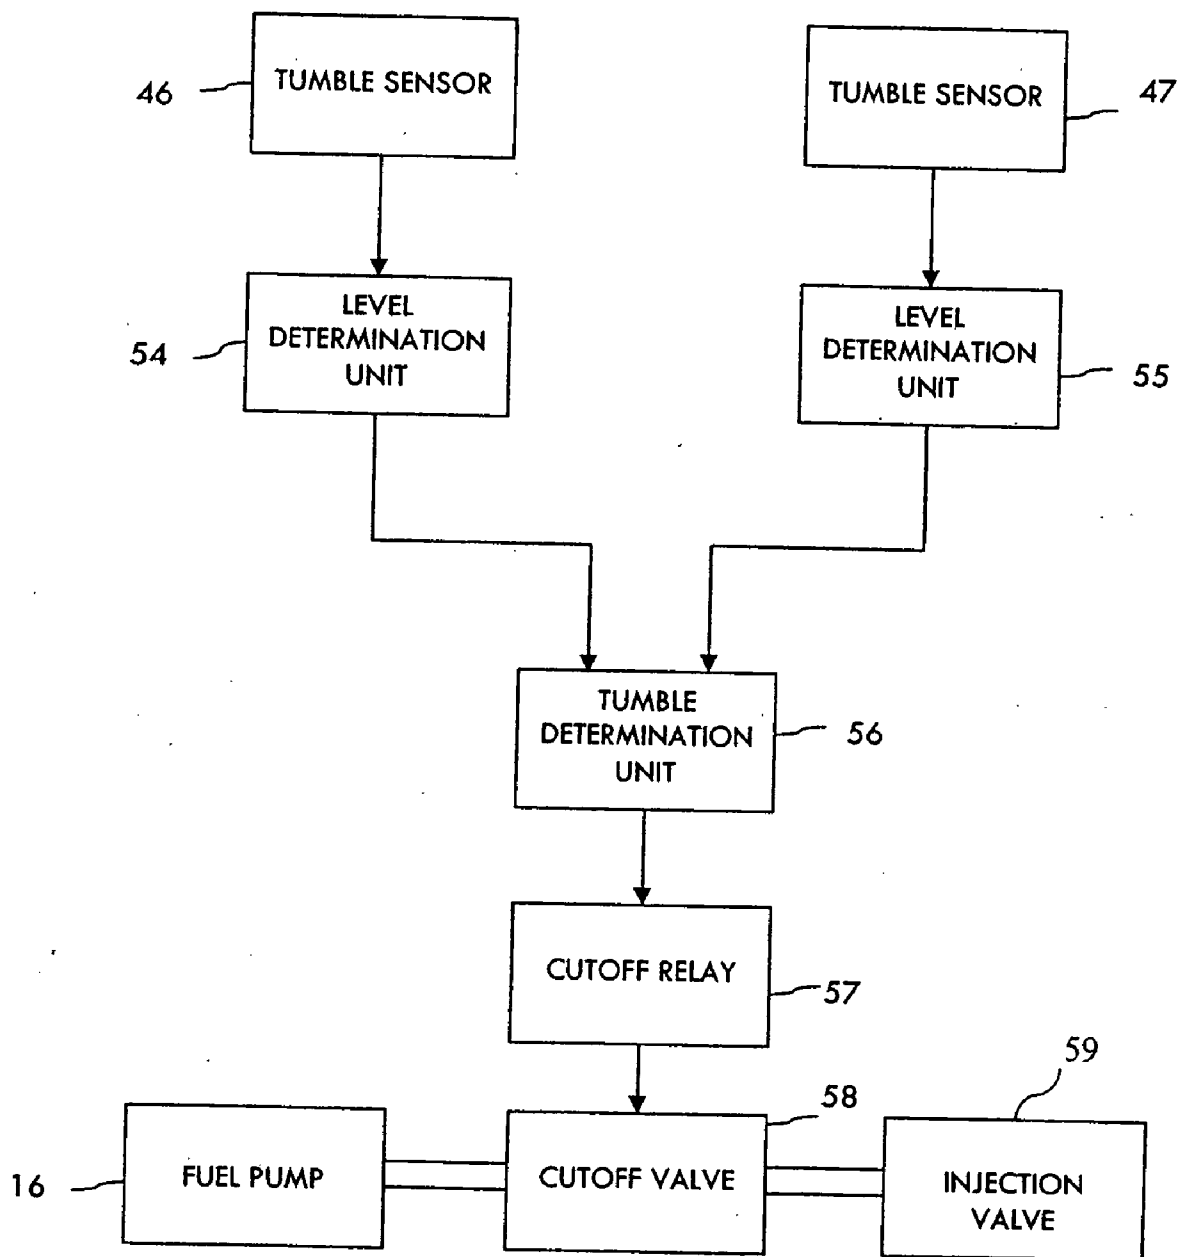 46
TUMBLE SENSOR
TUMBLE SENSOR
47
54
LEVEL
DETERMINATION
UNIT
LEVEL
DETERMINATION
UNIT
55
TUMBLE
DETERMINATION
UNIT
56
CUTOFF RELAY
57
16
FUEL PUMP
CUTOFF VALVE
58
INJECTION
VALVE
59